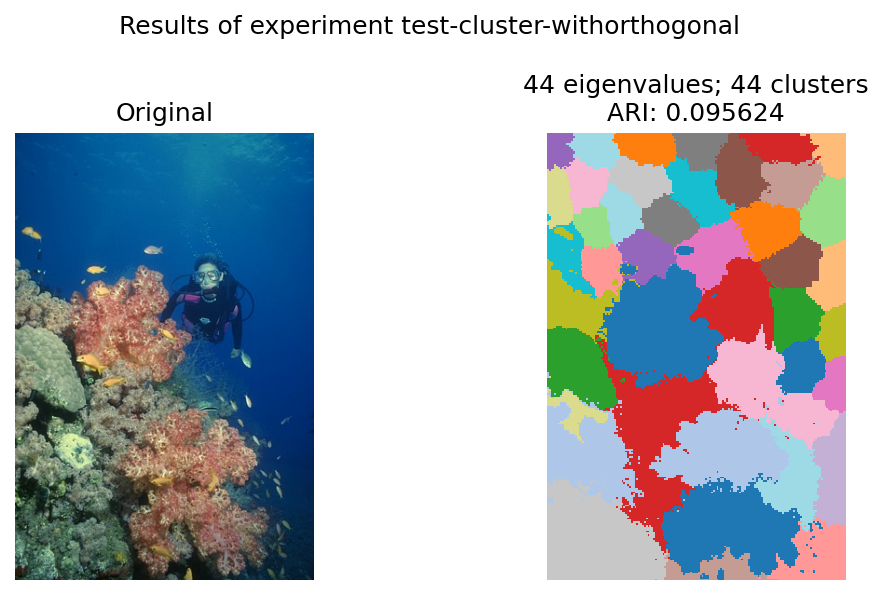 Results of experiment test-cluster-withorthogonal
Original
44 eigenvalues; 44 clusters
ARI: 0.095624